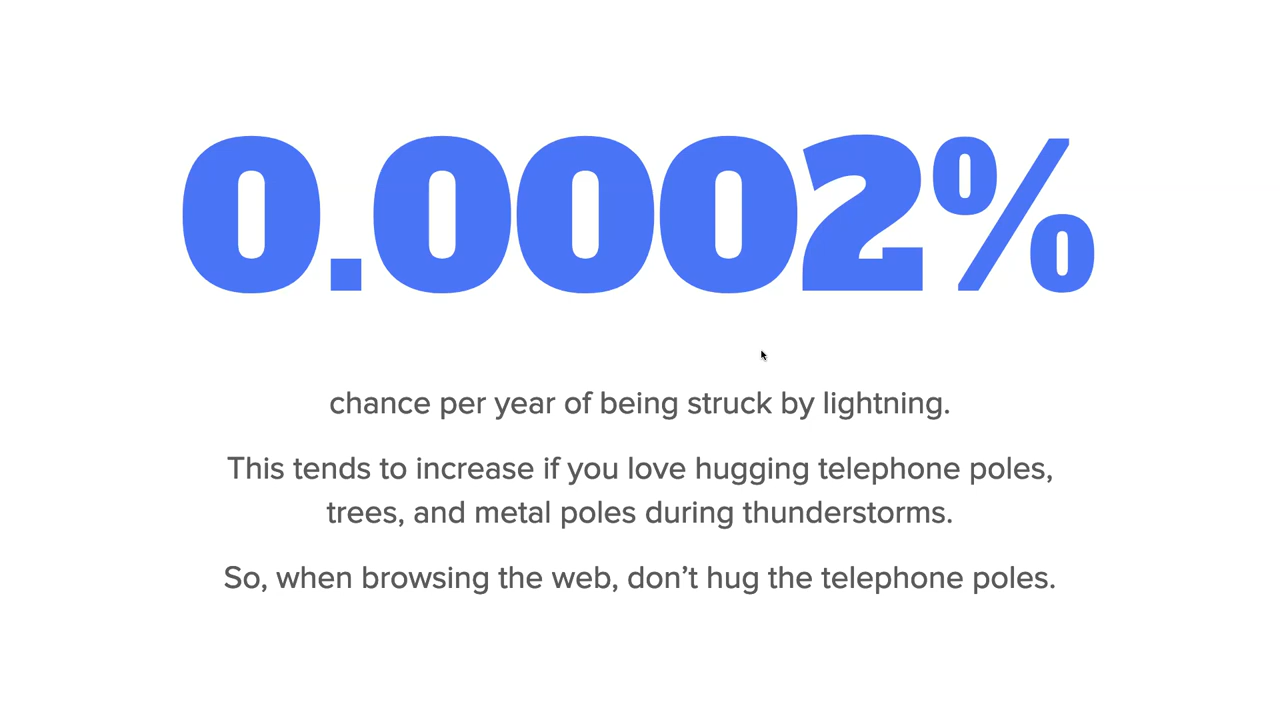 0.0002%
chance per year of being struck by lightning.
This tends to increase if you love hugging telephone poles,
trees, and metal poles during thunderstorms.
So, when browsing the web, don’t hug the telephone poles.